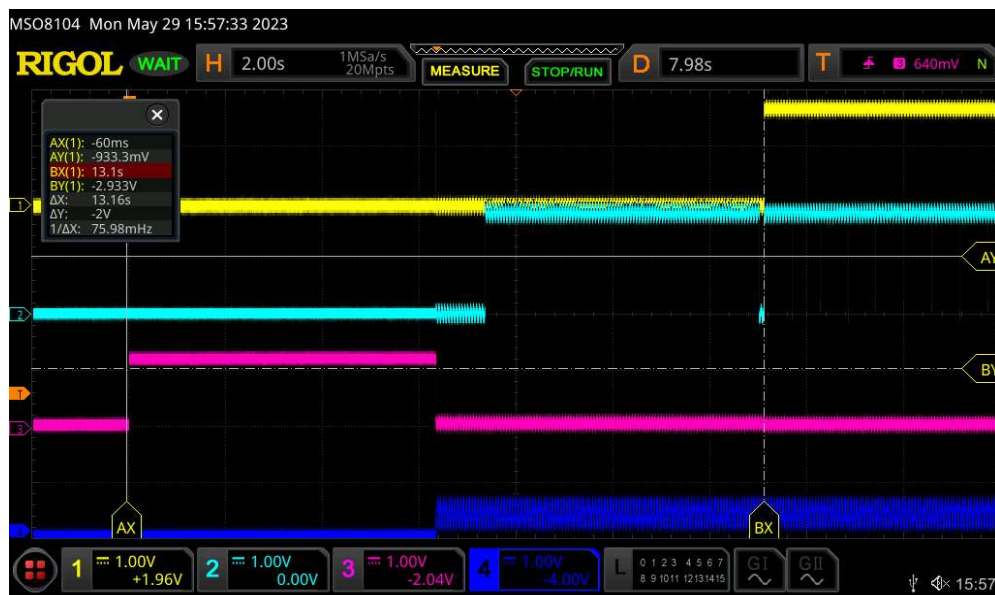 MSO8104 Mon May 29 15:57:33 2023
RIGOL WAIT H 2.00s 1MSa/s 20Mpts MEASURE STOP/RUN D 7.98s T 3 640mV N
AX(1): -60ms
AY(1): -933.3mV
BX(1): 13.1s
BY(1): -2.933V
ΔX: 13.16s
ΔY: -2V
1/ΔX: 75.98mHz
1
AY
2
BY
T
3
AX
BX
1 1.00V +1.96V 2 1.00V 0.00V 3 1.00V -2.04V 4 1.00V -4.00V L 0 1 2 3 4 5 6 7 8 9 10 11 12 13 14 15 GI GII
15:57